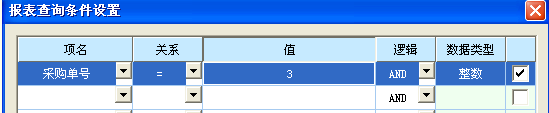 报表查询条件设置
项名 关系 值 逻辑 数据类型
采购单号 = 3 AND 整数
AND